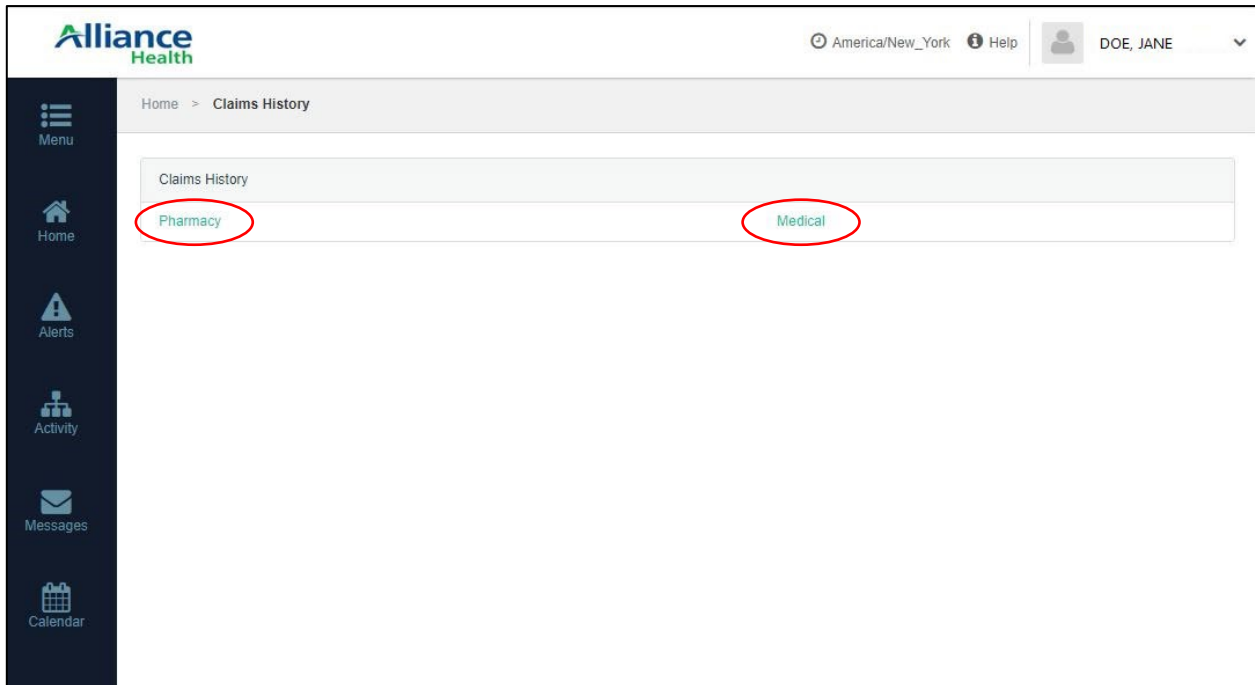 Alliance
Health
America/New_York Help DOE, JANE
Home > Claims History
Menu
Claims History
Pharmacy Medical
Home
Alerts
Activity
Messages
Calendar